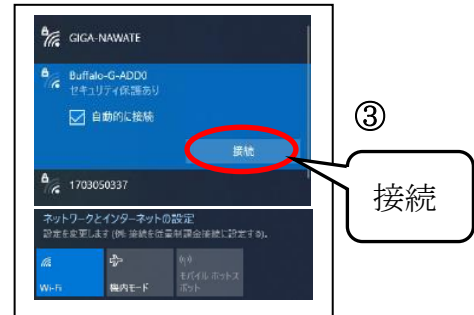 GIGA-NAWATE
Buffalo-G-ADD0
セキュリティ保護あり
自動的に接続
接続
1703050337
ネットワークとインターネットの設定
設定を変更します (例: 接続を従量制課金接続に設定する)。
Wi-Fi
機内モード
モバイル ホットス
ポット
③
接続